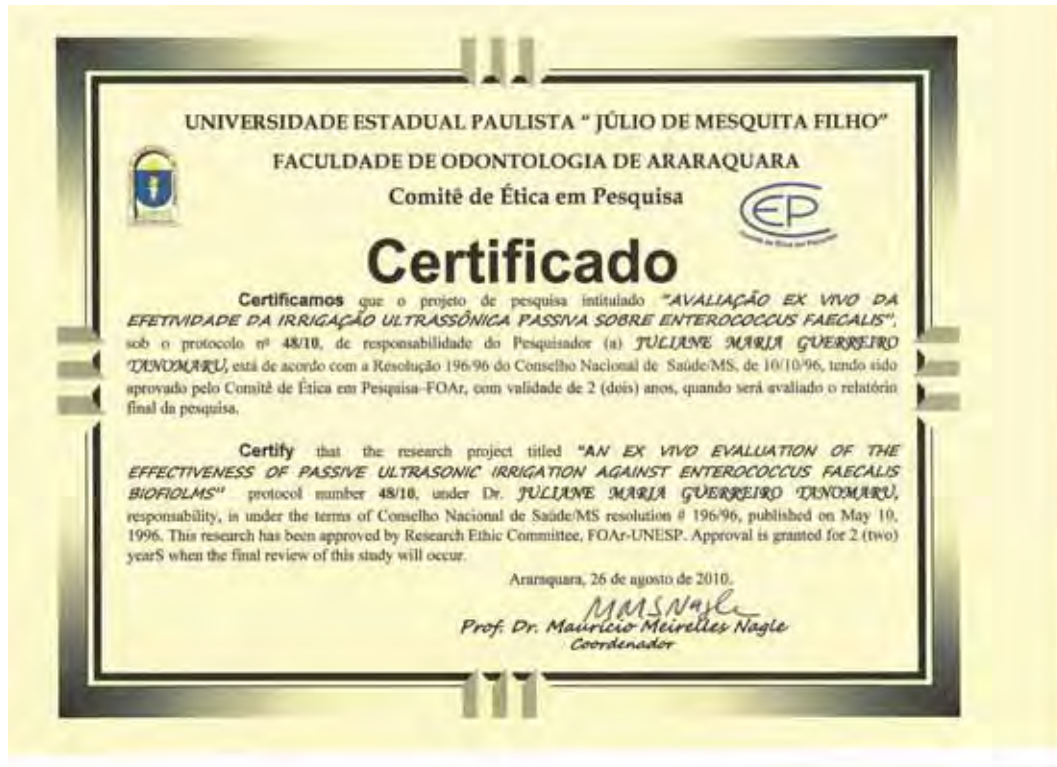 UNIVERSIDADE ESTADUAL PAULISTA " JÚLIO DE MESQUITA FILHO"
FACULDADE DE ODONTOLOGIA DE ARARAQUARA
Comitê de Ética em Pesquisa
CEP
Comitê de Ética em Pesquisa
Certificado
Certificamos que o projeto de pesquisa intitulado "AVALIAÇÃO EX VIVO DA
EFETIVIDADE DA IRRIGAÇÃO ULTRASSÔNICA PASSIVA SOBRE ENTEROCOCCUS FAECALIS",
sob o protocolo nº 48/10, de responsabilidade do Pesquisador (a) JULIANE MARIA GUERREIRO
TANOMARU, está de acordo com a Resolução 196/96 do Conselho Nacional de Saúde/MS, de 10/10/96, tendo sido
aprovado pelo Comitê de Ética em Pesquisa-FOAr, com validade de 2 (dois) anos, quando será avaliado o relatório
final da pesquisa.
Certify that the research project titled "AN EX VIVO EVALUATION OF THE
EFFECTIVENESS OF PASSIVE ULTRASONIC IRRIGATION AGAINST ENTEROCOCCUS FAECALIS
BIOFIOLMS" protocol number 48/10, under Dr. JULIANE MARIA GUERREIRO TANOMARU,
responsability, is under the terms of Conselho Nacional de Saúde/MS resolution # 196/96, published on May 10,
1996. This research has been approved by Research Ethic Committee, FOAr-UNESP. Approval is granted for 2 (two)
yearS when the final review of this study will occur.
Araraquara, 26 de agosto de 2010.
MMSNagle
Prof. Dr. Mauricio Meirelles Nagle
Coordenador